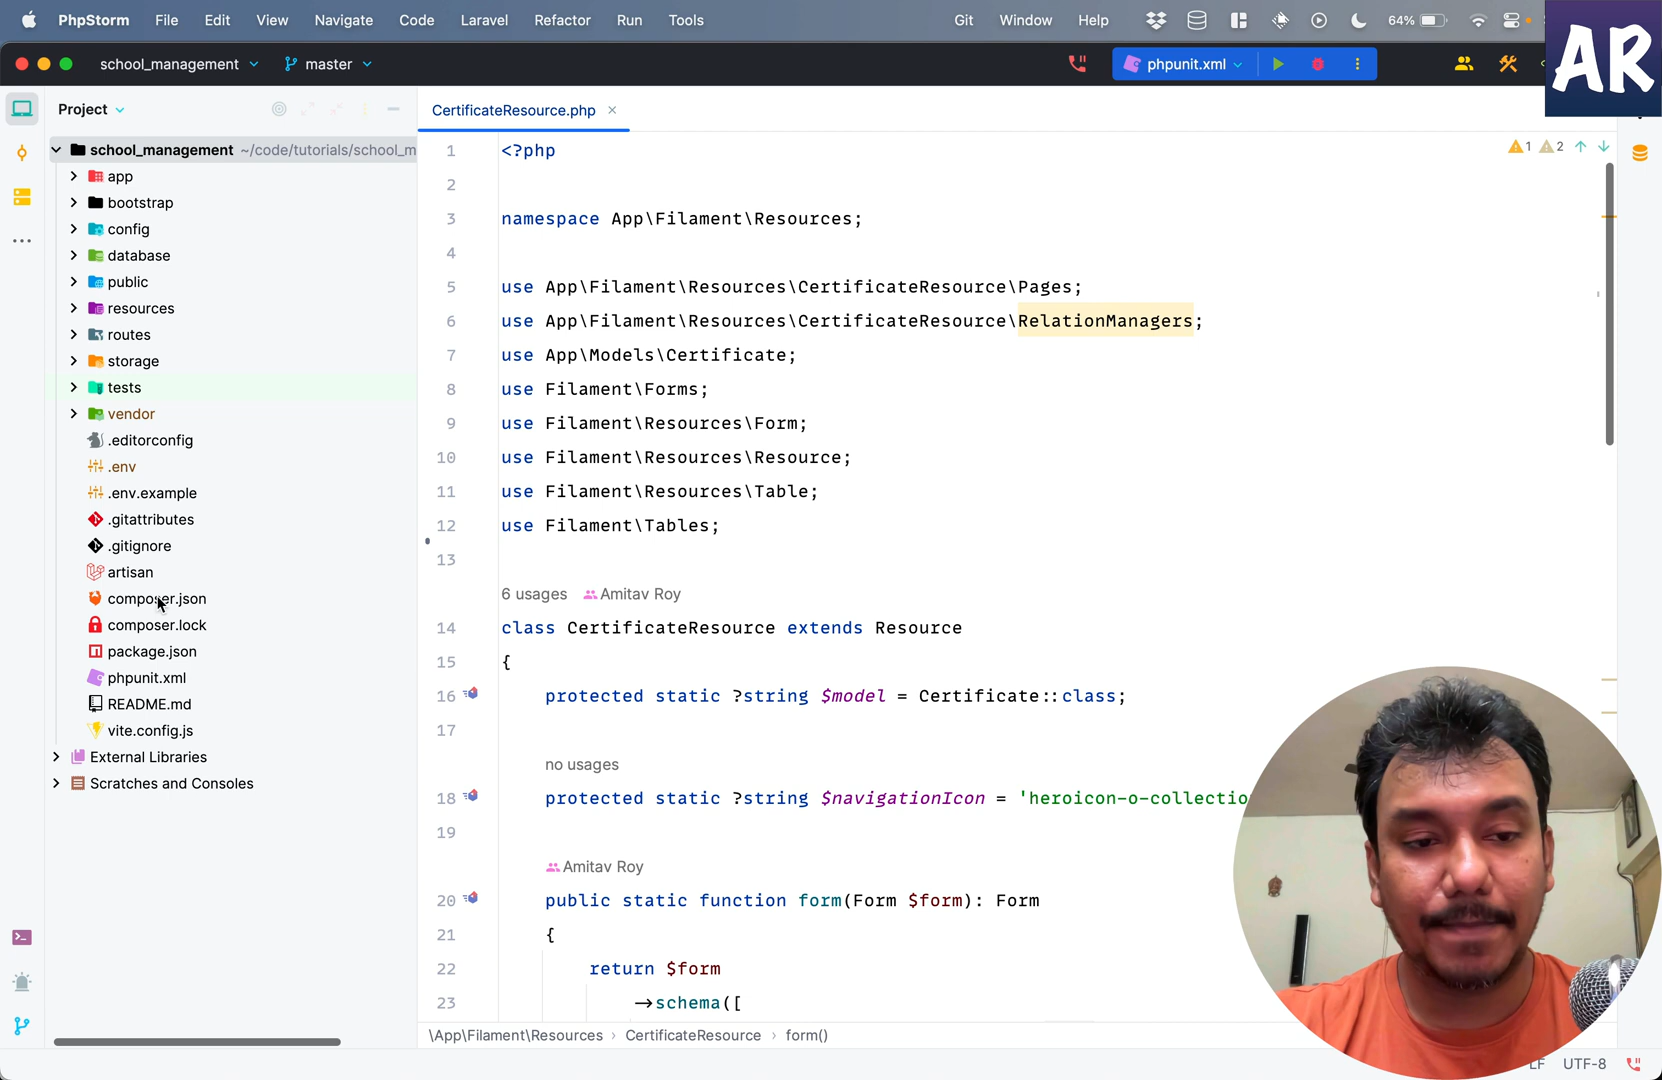 PhpStorm File Edit View Navigate Code Laravel Refactor Run Tools Git Window Help 64%
AR
school_management master phpunit.xml
Project
CertificateResource.php
school_management ~/code/tutorials/school_m
app
bootstrap
config
database
public
resources
routes
storage
tests
vendor
.editorconfig
.env
.env.example
.gitattributes
.gitignore
artisan
composer.json
composer.lock
package.json
phpunit.xml
README.md
vite.config.js
External Libraries
Scratches and Consoles
1 <?php
1 2
2
3 namespace App\Filament\Resources;
4
5 use App\Filament\Resources\CertificateResource\Pages;
6 use App\Filament\Resources\CertificateResource\RelationManagers;
7 use App\Models\Certificate;
8 use Filament\Forms;
9 use Filament\Resources\Form;
10 use Filament\Resources\Resource;
11 use Filament\Resources\Table;
12 use Filament\Tables;
13
6 usages Amitav Roy
14 class CertificateResource extends Resource
15 {
16 protected static ?string $model = Certificate::class;
17
no usages
18 protected static ?string $navigationIcon = 'heroicon-o-collectio
19
Amitav Roy
20 public static function form(Form $form): Form
21 {
22 return $form
23 ->schema([
\App\Filament\Resources > CertificateResource > form()
LF UTF-8